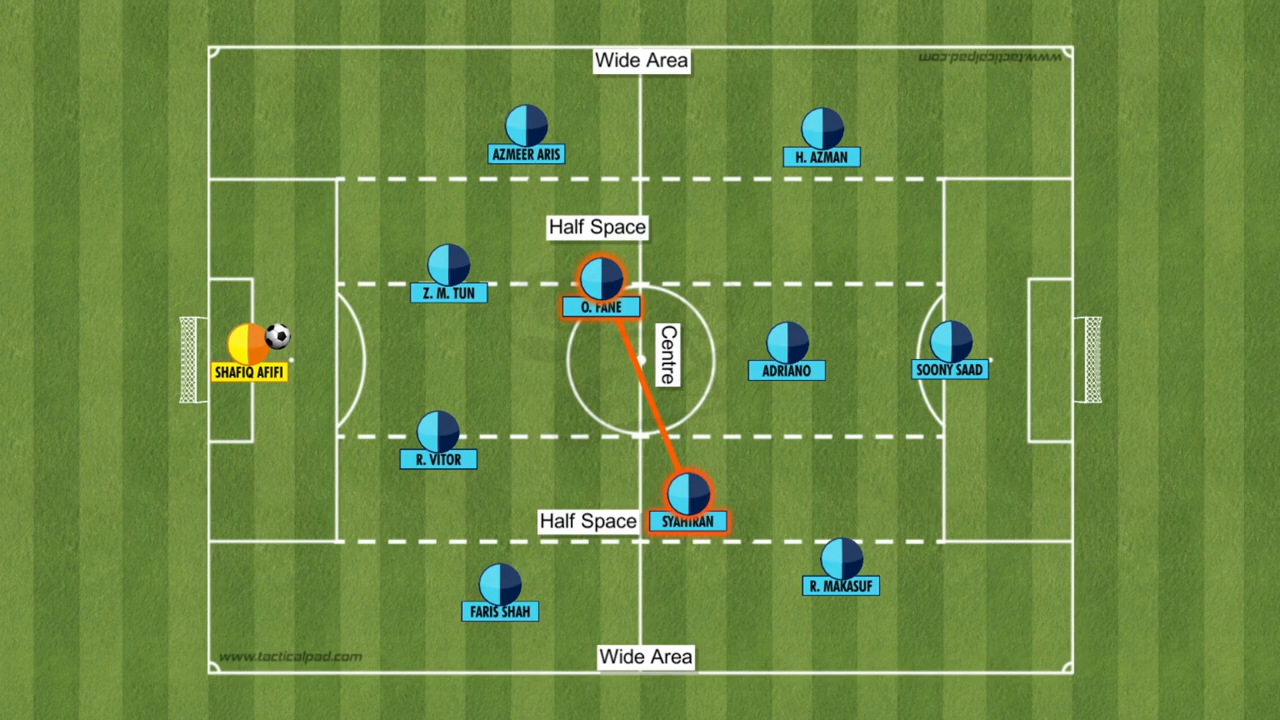 Wide Area
www.tacticalpad.com
AZMEER ARIS
H. AZMAN
Half Space
Z. M. TUN
O. FANE
Centre
SHAFIQ AFIFI
ADRIANO
SOONY SAAD
R. VITOR
Half Space
SYAHIRAN
R. MAKASUF
FARIS SHAH
Wide Area
www.tacticalpad.com